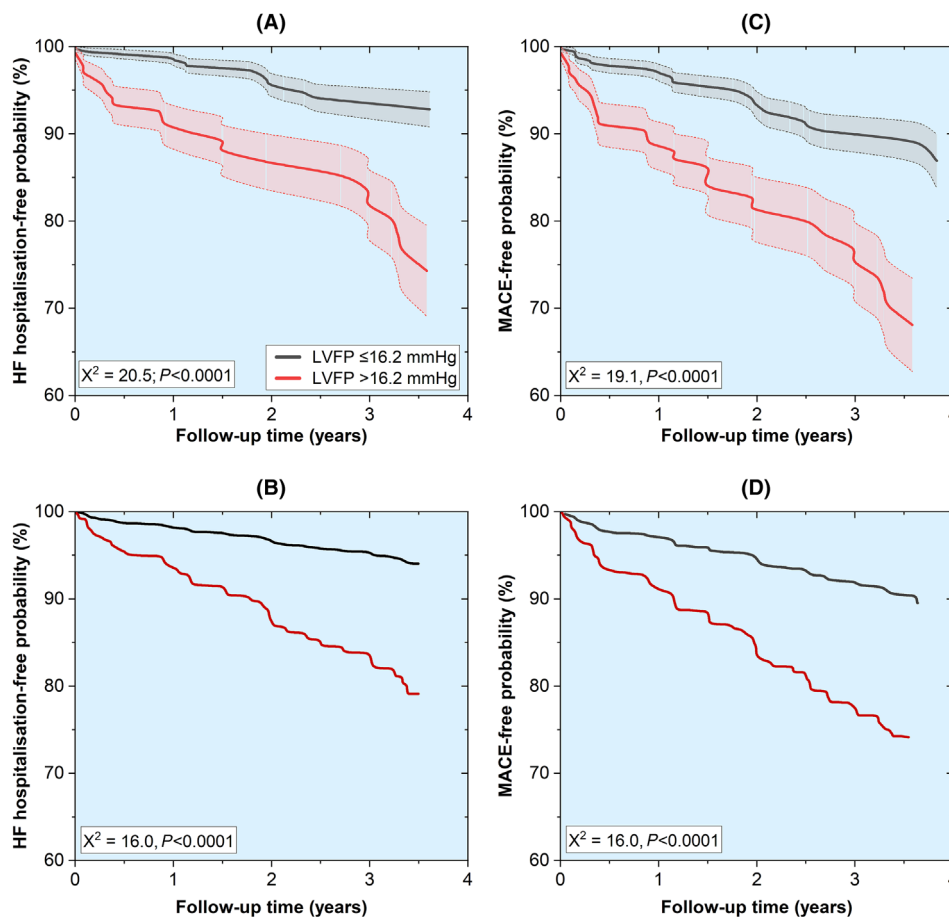 (A)
HF hospitalisation-free probability (%)
100
90
80
70
60
LVFP ≤16.2 mmHg
LVFP >16.2 mmHg
X² = 20.5; P<0.0001
0 1 2 3 4
Follow-up time (years)
(C)
MACE-free probability (%)
100
90
80
70
60
X² = 19.1, P<0.0001
0 1 2 3 4
Follow-up time (years)
(B)
HF hospitalisation-free probability (%)
100
90
80
70
60
X² = 16.0, P<0.0001
0 1 2 3 4
Follow-up time (years)
(D)
MACE-free probability (%)
100
90
80
70
60
X² = 16.0, P<0.0001
0 1 2 3 4
Follow-up time (years)